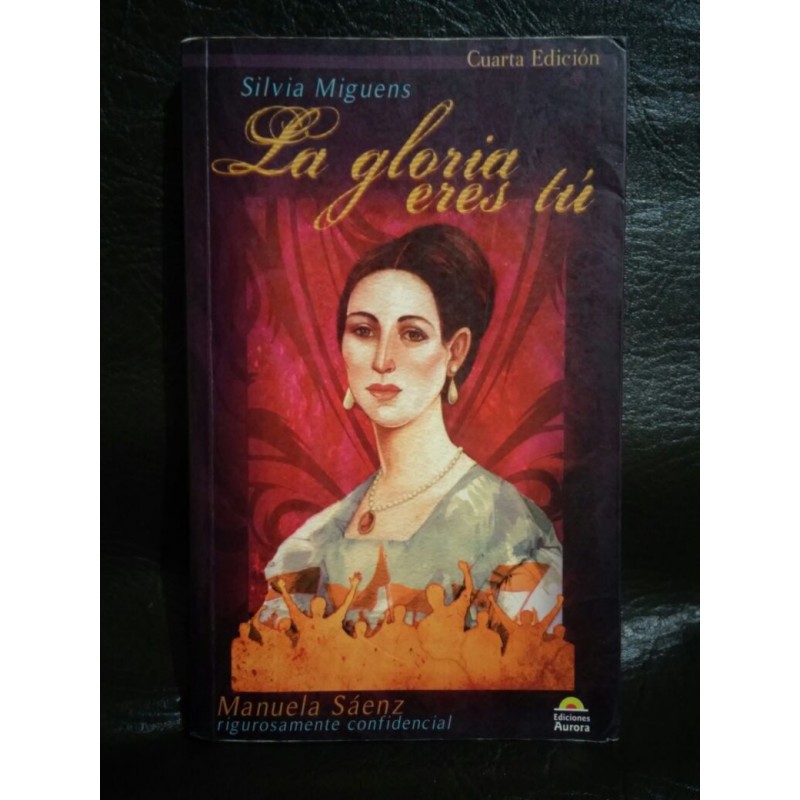 Cuarta Edición
Silvia Miguens
La gloria
eres tú
Manuela Sáenz
rigurosamente confidencial
Ediciones
Aurora